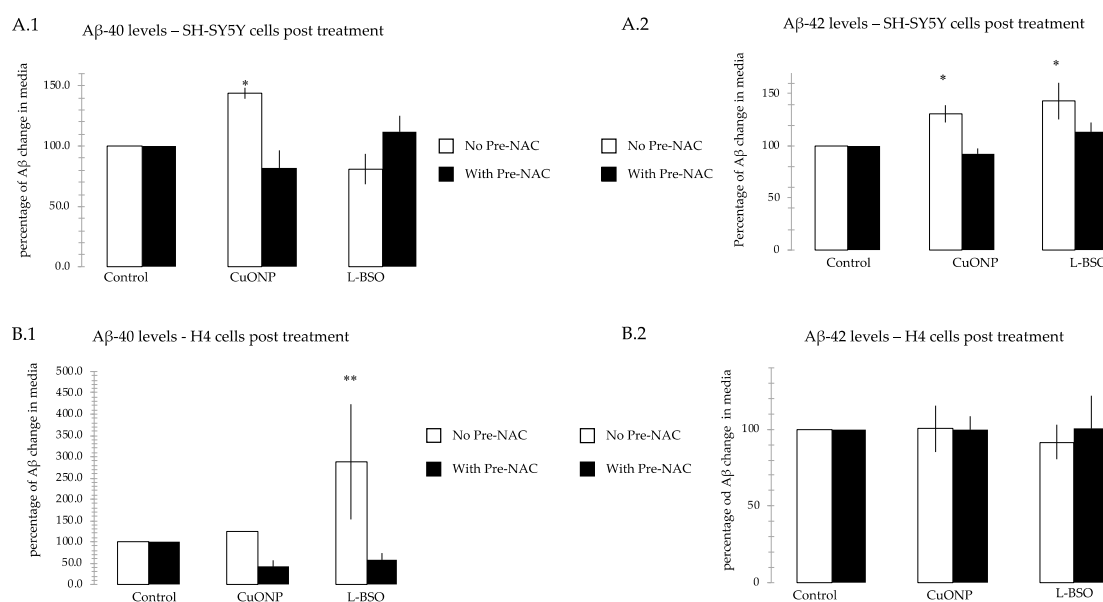 A.1
Aβ-40 levels – SH-SY5Y cells post treatment
percentage of Aβ change in media
150.0
100.0
50.0
0.0
*
Control
CuONP
L-BSO
No Pre-NAC
With Pre-NAC
A.2
Aβ-42 levels – SH-SY5Y cells post treatment
Percentage of Aβ change in media
150
100
50
0
*
*
Control
CuONP
L-BSO
No Pre-NAC
With Pre-NAC
B.1
Aβ-40 levels - H4 cells post treatment
percentage of Aβ change in media
500.0
450.0
400.0
350.0
300.0
250.0
200.0
150.0
100.0
50.0
0.0
**
Control
CuONP
L-BSO
No Pre-NAC
With Pre-NAC
B.2
Aβ-42 levels – H4 cells post treatment
percentage od Aβ change in media
100
50
0
Control
CuONP
L-BSO
No Pre-NAC
With Pre-NAC